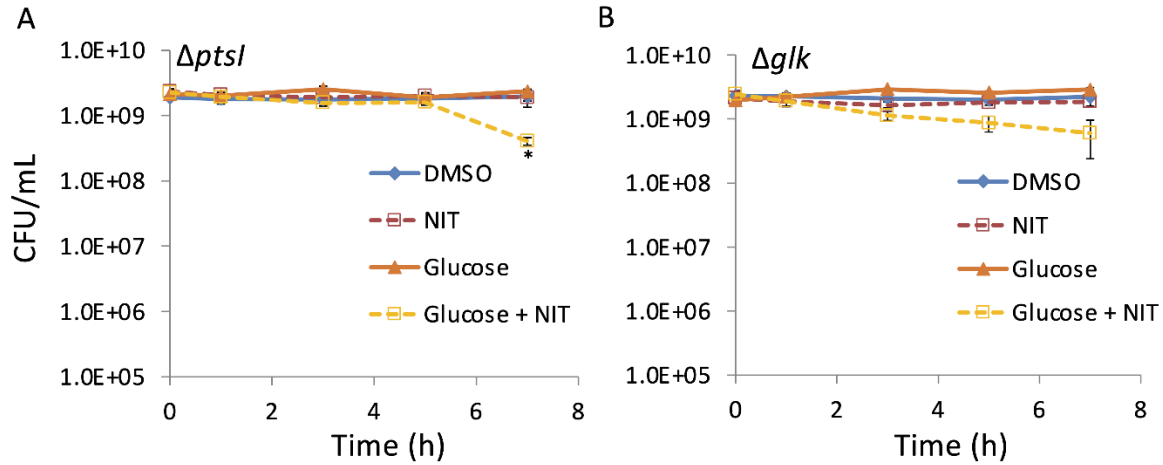 A
ΔptsI
CFU/mL
1.0E+10
1.0E+09
1.0E+08
1.0E+07
1.0E+06
1.0E+05
0
2
4
6
8
Time (h)
DMSO
NIT
Glucose
Glucose + NIT
*
B
Δglk
1.0E+10
1.0E+09
1.0E+08
1.0E+07
1.0E+06
1.0E+05
0
2
4
6
8
Time (h)
DMSO
NIT
Glucose
Glucose + NIT